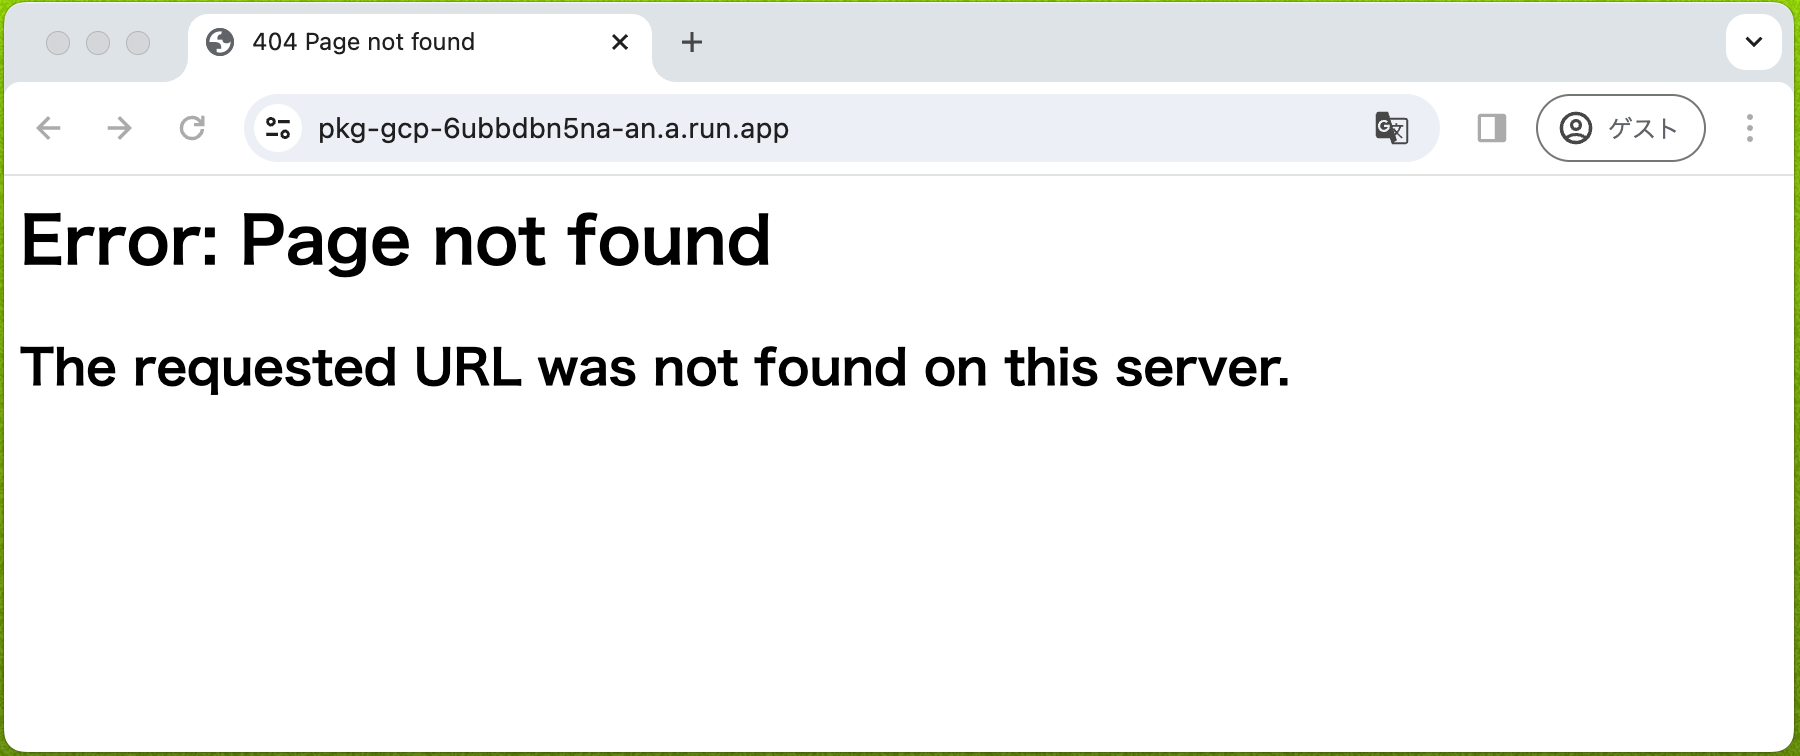 404 Page not found
pkg-gcp-6ubbdbn5na-an.a.run.app
ゲスト
Error: Page not found
The requested URL was not found on this server.